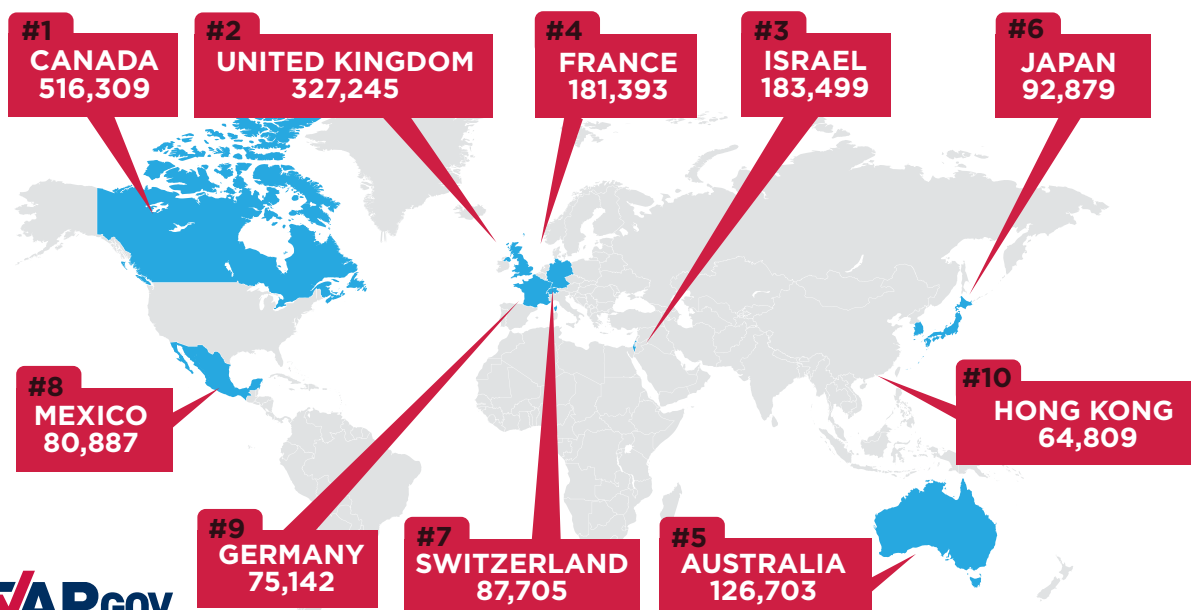 #1
CANADA
516,309
#2
UNITED KINGDOM
327,245
#4
FRANCE
181,393
#3
ISRAEL
183,499
#6
JAPAN
92,879
#8
MEXICO
80,887
#10
HONG KONG
64,809
#9
GERMANY
75,142
#7
SWITZERLAND
87,705
#5
AUSTRALIA
126,703
AP.gov